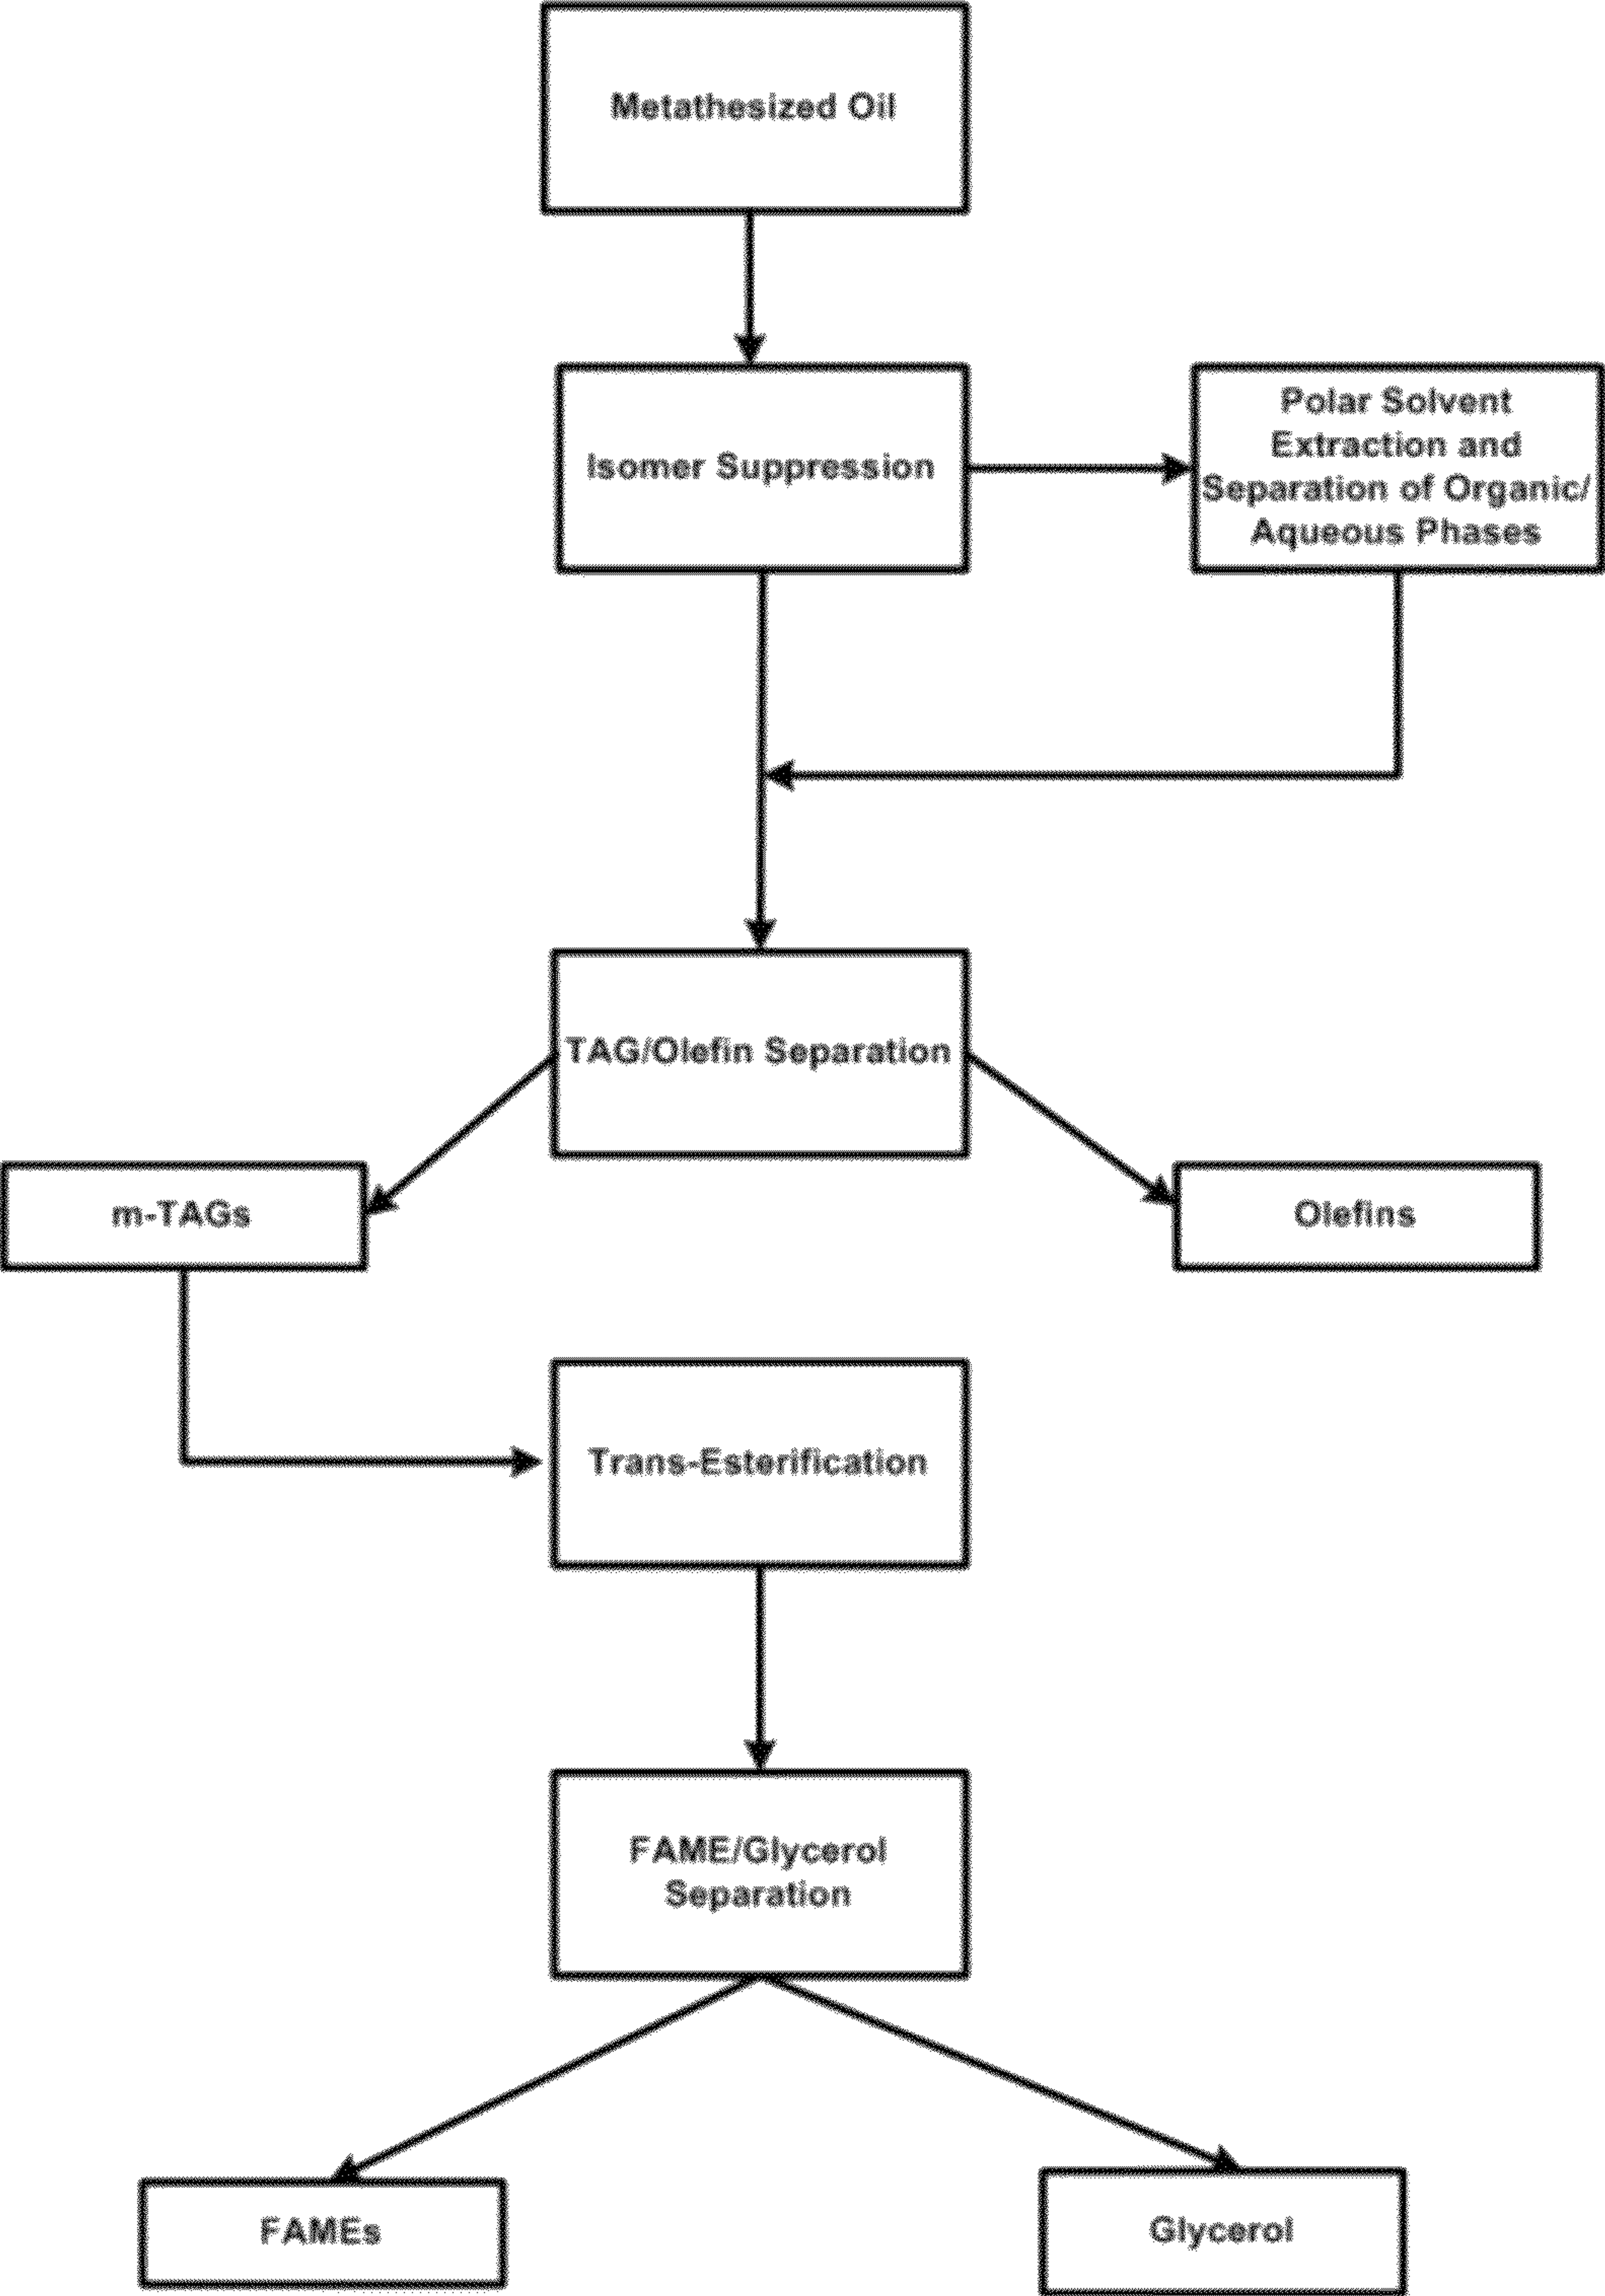 Metathesized Oil
Isomer Suppression
Polar Solvent
Extraction and
Separation of Organic/
Aqueous Phases
TAG/Olefin Separation
m-TAGs
Olefins
Trans-Esterification
FAME/Glycerol
Separation
FAMEs
Glycerol